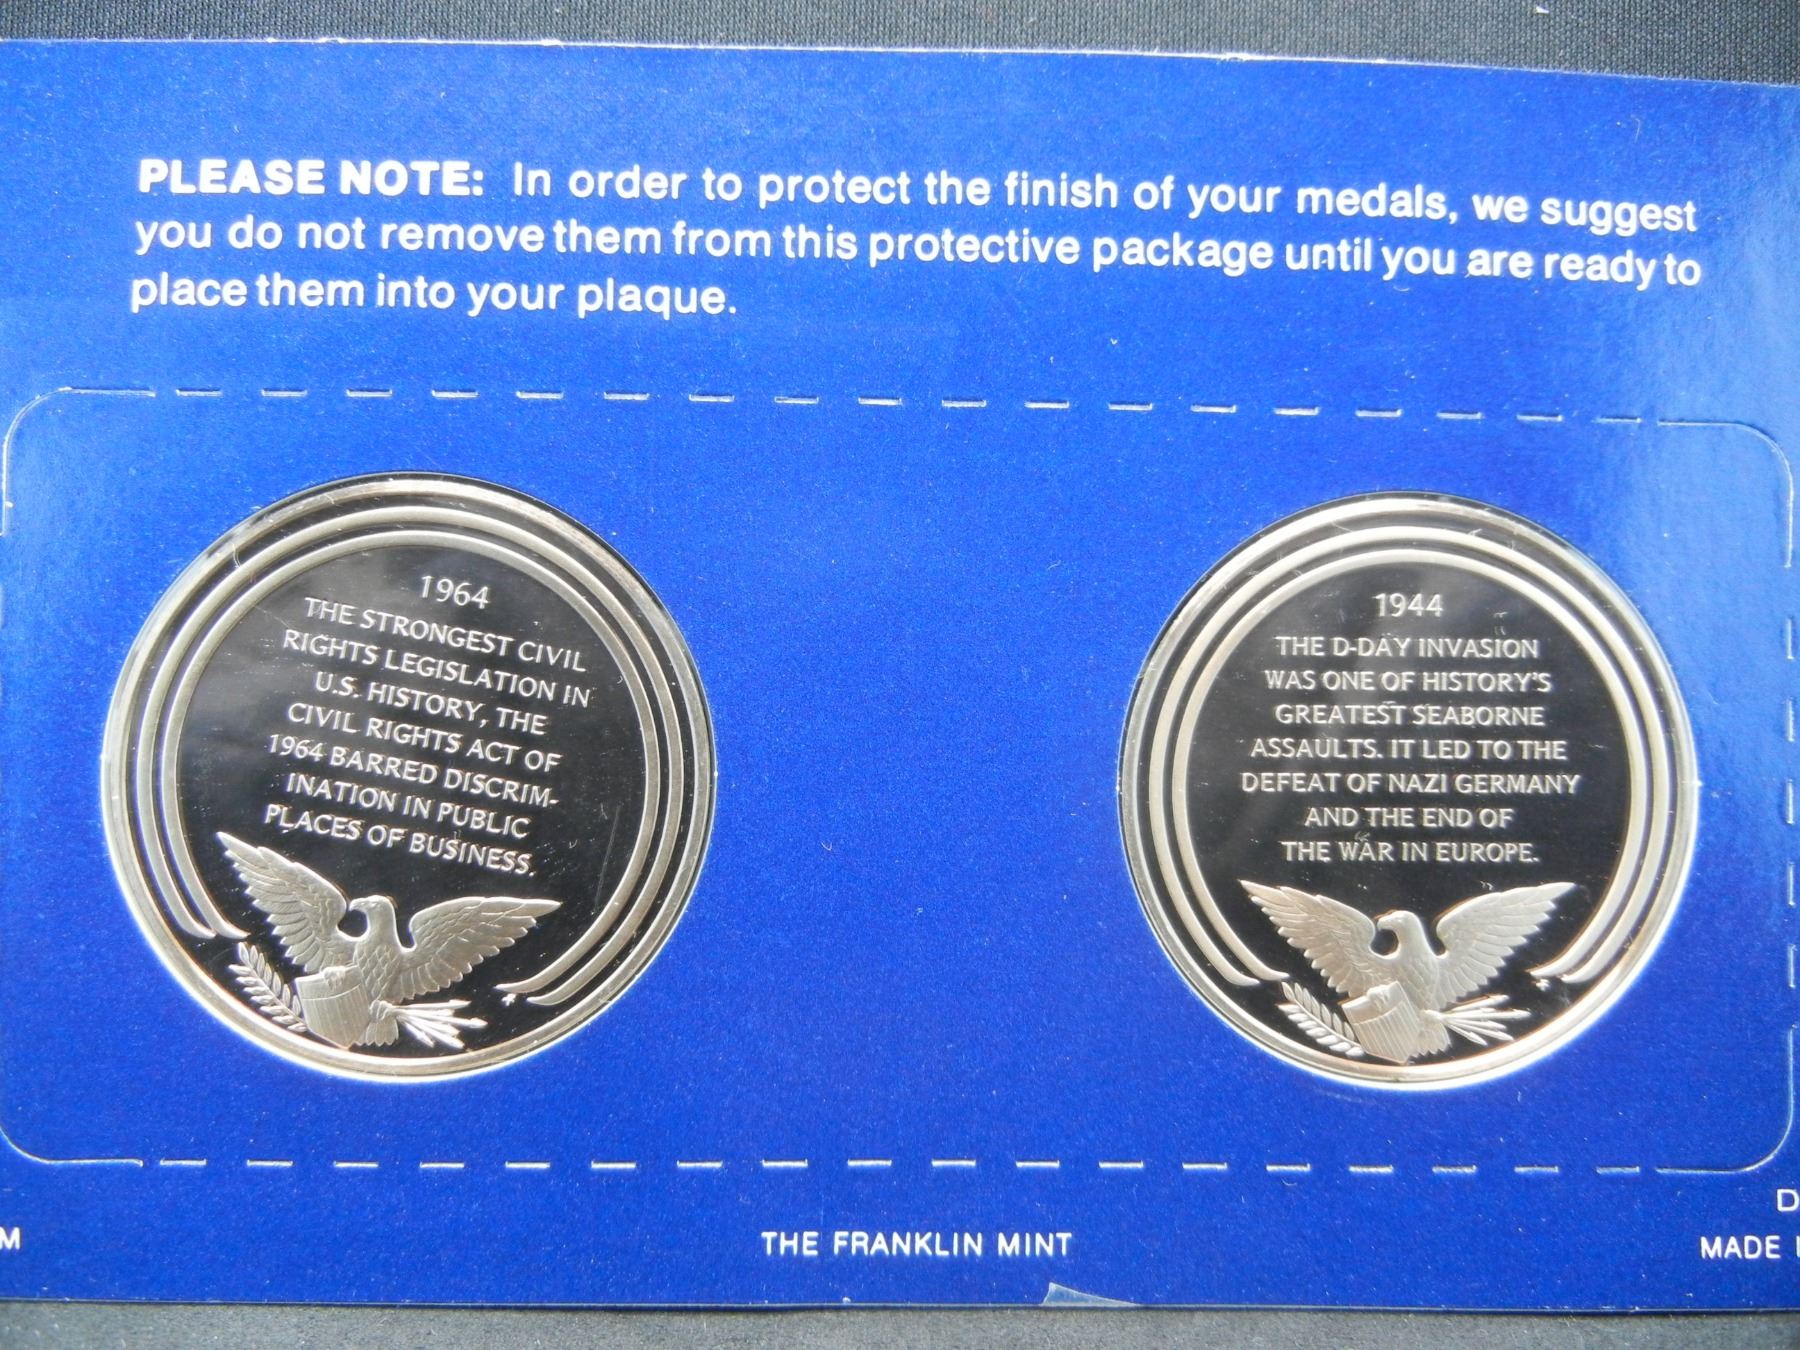 PLEASE NOTE: In order to protect the finish of your medals, we suggest
you do not remove them from this protective package until you are ready to
place them into your plaque.
1964
THE STRONGEST CIVIL
RIGHTS LEGISLATION IN
U.S. HISTORY, THE
CIVIL RIGHTS ACT OF
1964 BARRED DISCRIM-
INATION IN PUBLIC
PLACES OF BUSINESS.
1944
THE D-DAY INVASION
WAS ONE OF HISTORY'S
GREATEST SEABORNE
ASSAULTS. IT LED TO THE
DEFEAT OF NAZI GERMANY
AND THE END OF
THE WAR IN EUROPE.
M
THE FRANKLIN MINT
D
MADE I